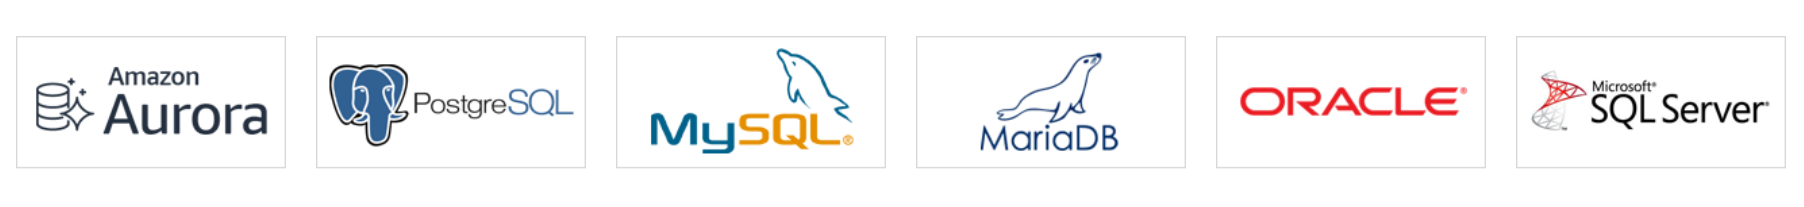 Amazon
Aurora
PostgreSQL
MySQL®
MariaDB
ORACLE®
Microsoft®
SQL Server®